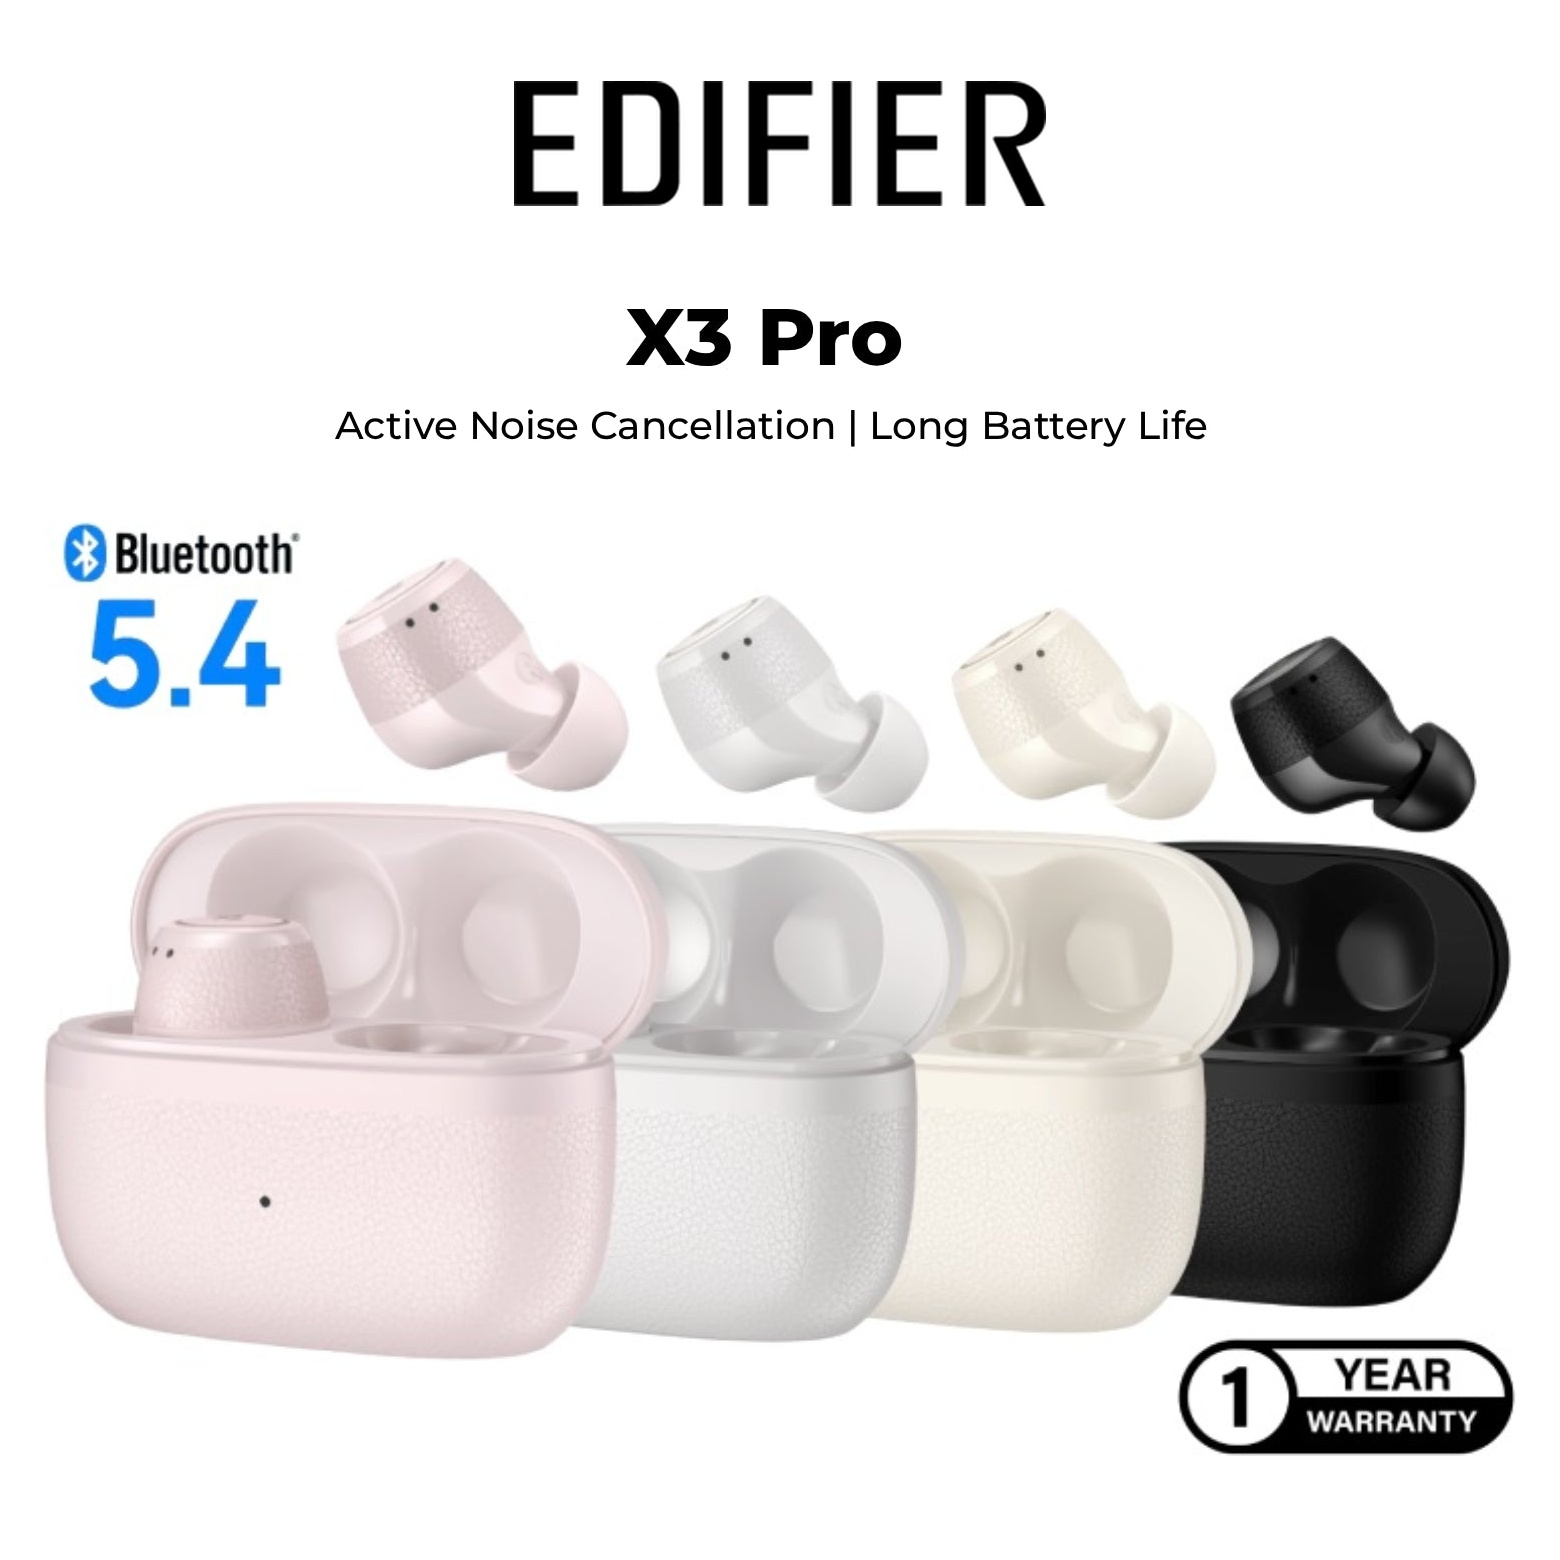 EDIFIER
X3 Pro
Active Noise Cancellation | Long Battery Life
Bluetooth®
5.4
1 YEAR
WARRANTY